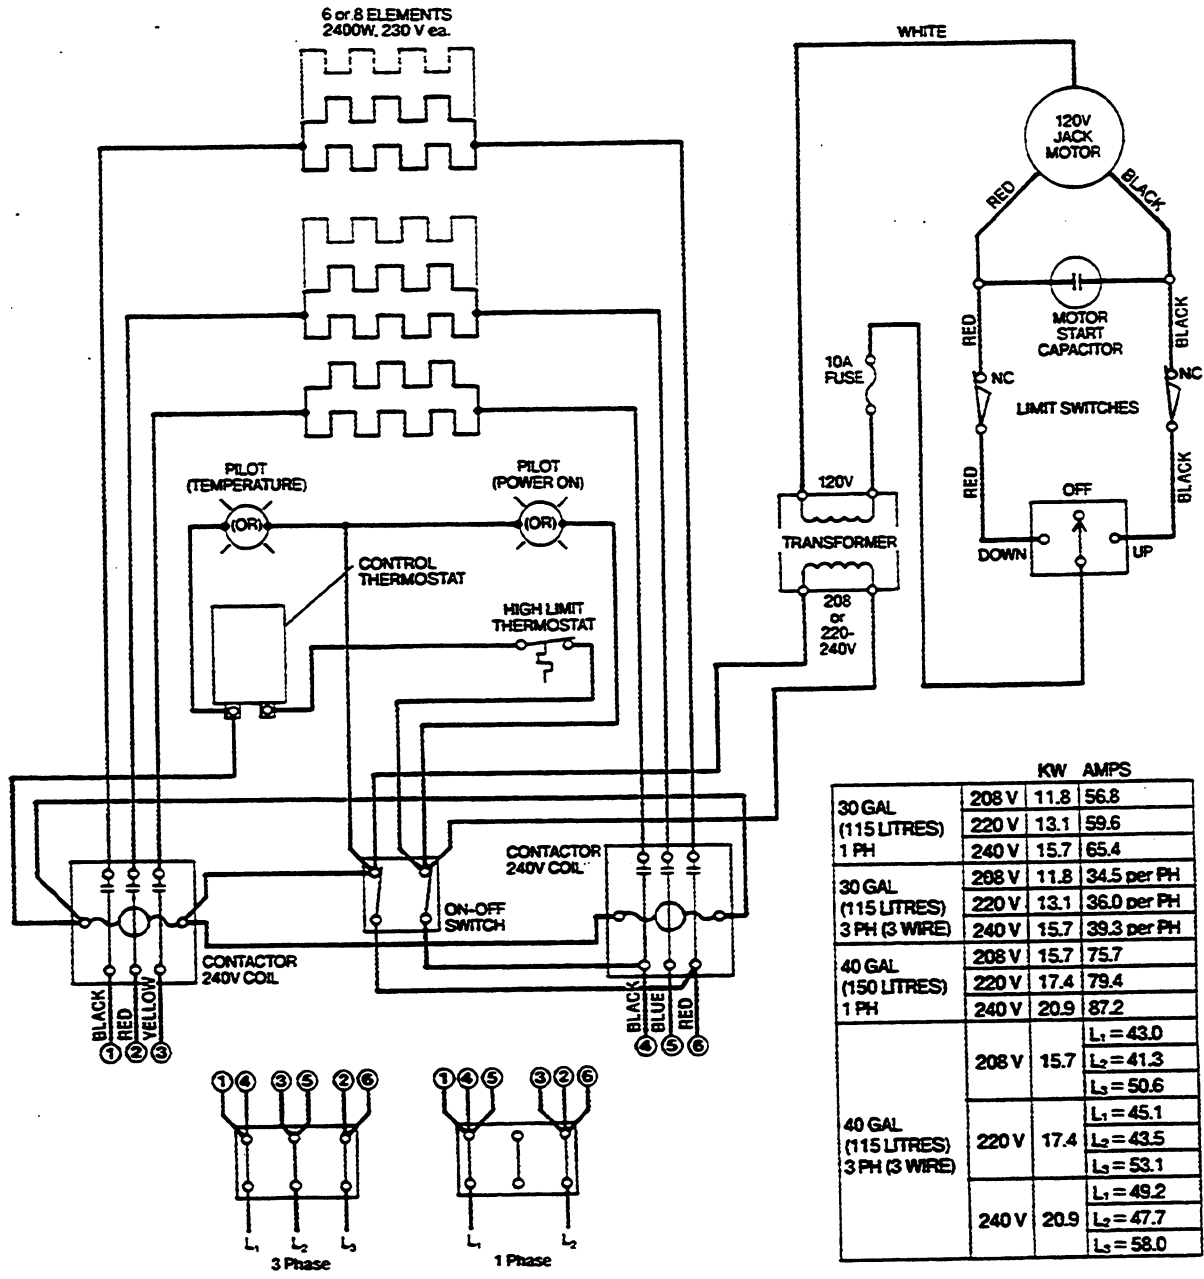 6 or 8 ELEMENTS
2400W, 230 V ea.
WHITE
120V
JACK
MOTOR
RED
BLACK
MOTOR
START
CAPACITOR
RED
BLACK
10A
FUSE
NC
NC
LIMIT SWITCHES
RED
BLACK
OFF
DOWN
UP
120V
TRANSFORMER
208
or
220-
240V
PILOT
(TEMPERATURE)
(OR)
PILOT
(POWER ON)
(OR)
CONTROL
THERMOSTAT
HIGH LIMIT
THERMOSTAT
CONTACTOR
240V COIL
ON-OFF
SWITCH
CONTACTOR
240V COIL
BLACK
RED
YELLOW
1 2 3
BLACK
BLUE
RED
4 5 6
1 4 3 5 2 6
L1 L2 L3
3 Phase
1 4 5 3 2 6
L1 L2
1 Phase
KW AMPS
30 GAL
(115 LITRES)
1 PH
208 V 11.8 56.8
220 V 13.1 59.6
240 V 15.7 65.4
30 GAL
(115 LITRES)
3 PH (3 WIRE)
208 V 11.8 34.5 per PH
220 V 13.1 36.0 per PH
240 V 15.7 39.3 per PH
40 GAL
(150 LITRES)
1 PH
208 V 15.7 75.7
220 V 17.4 79.4
240 V 20.9 87.2
40 GAL
(115 LITRES)
3 PH (3 WIRE)
208 V 15.7
L1 = 43.0
L2 = 41.3
L3 = 50.6
220 V 17.4
L1 = 45.1
L2 = 43.5
L3 = 53.1
240 V 20.9
L1 = 49.2
L2 = 47.7
L3 = 58.0